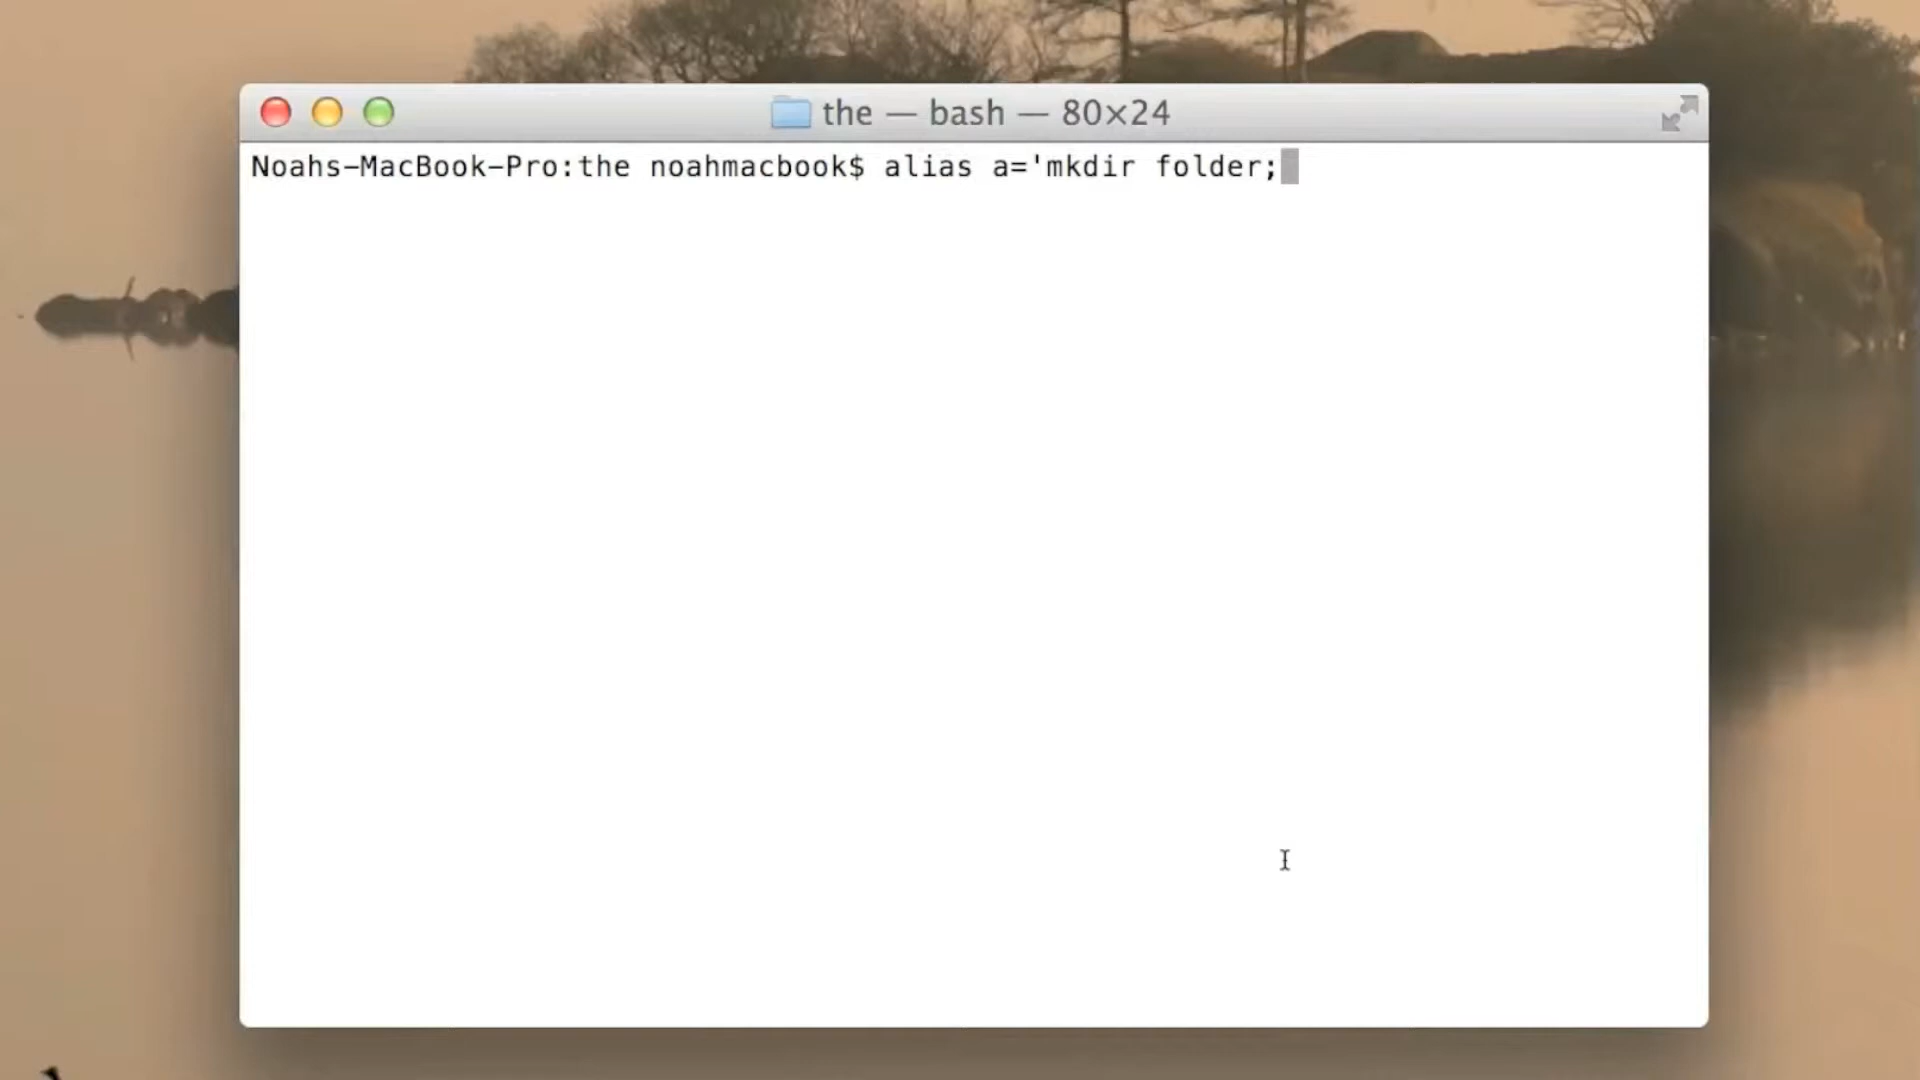 the — bash — 80×24
Noahs-MacBook-Pro:the noahmacbook$ alias a='mkdir folder;